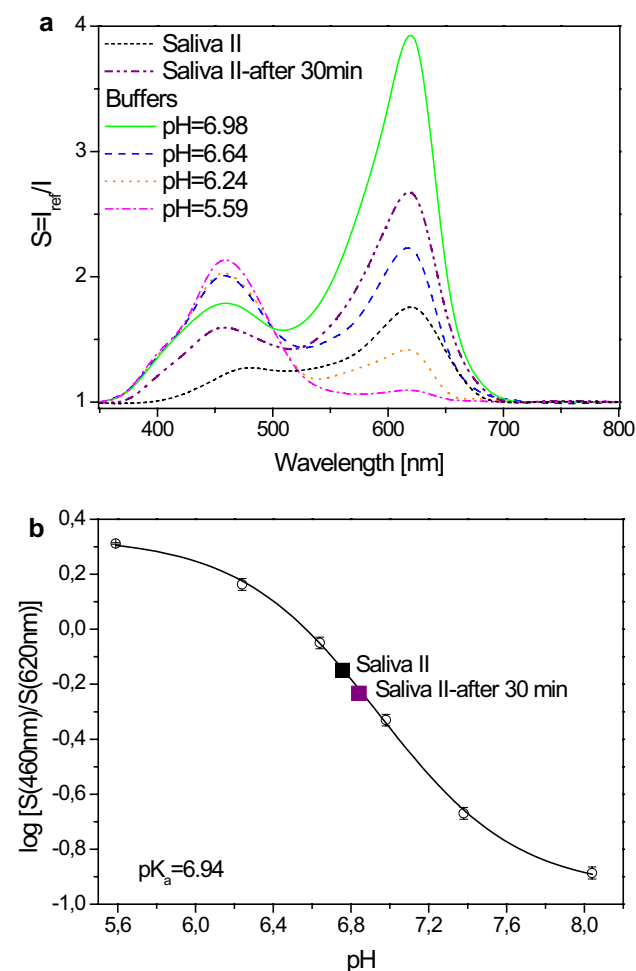 a
Saliva II
Saliva II-after 30min
Buffers
pH=6.98
pH=6.64
pH=6.24
pH=5.59
S=I_ref/I
4
3
2
1
400 500 600 700 800
Wavelength [nm]
b
0,4
0,2
0,0
-0,2
-0,4
-0,6
-0,8
-1,0
log [S(460nm)/S(620nm)]
Saliva II
Saliva II-after 30 min
pK_a=6.94
5,6 6,0 6,4 6,8 7,2 7,6 8,0
pH